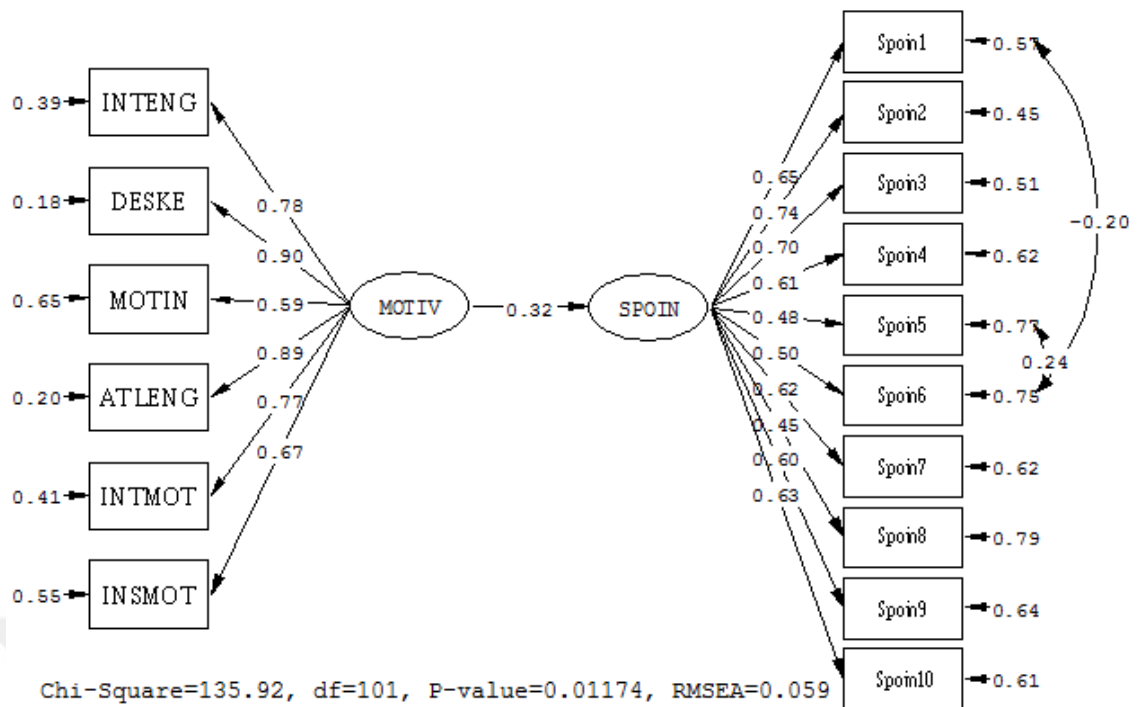 0.39 INTENG
0.18 DESKE
0.65 MOTIN
0.20 ATLENG
0.41 INTMOT
0.55 INSMOT
0.78
0.90
0.59
0.89
0.77
0.67
MOTIV 0.32 SPOIN
0.65
0.74
0.70
0.61
0.48
0.50
0.62
0.45
0.60
0.63
Spoin1 0.57
Spoin2 0.45
Spoin3 0.51
Spoin4 0.62
Spoin5 0.77
Spoin6 0.75
Spoin7 0.62
Spoin8 0.79
Spoin9 0.64
Spoin10 0.61
-0.20
0.24
Chi-Square=135.92, df=101, P-value=0.01174, RMSEA=0.059